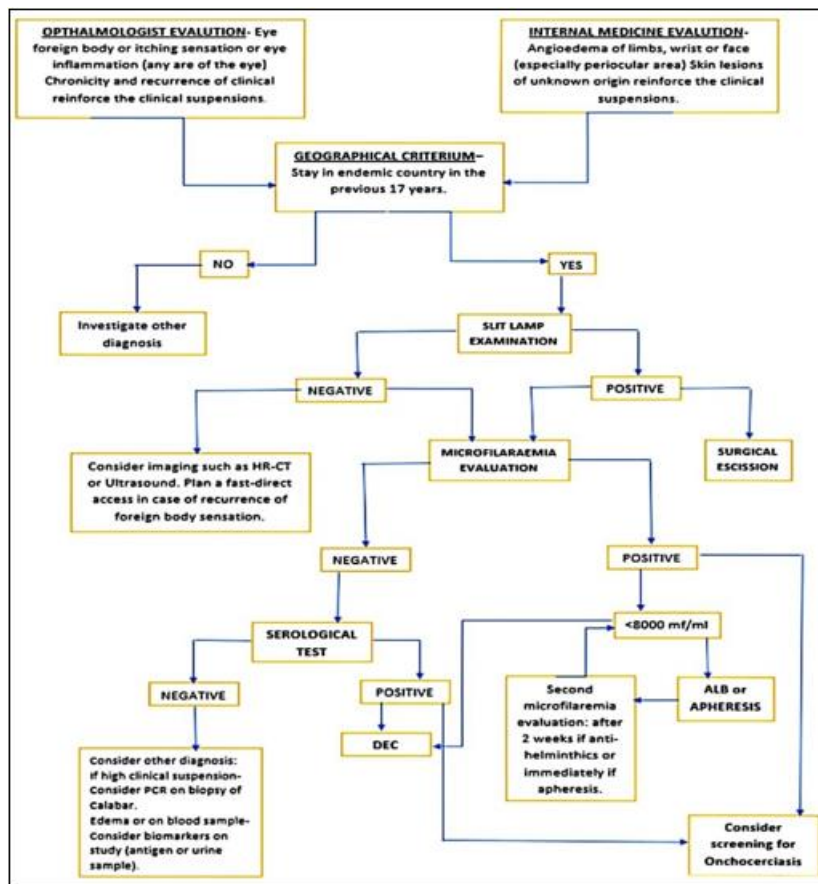 OPTHALMOLOGIST EVALUTION- Eye
foreign body or itching sensation or eye
inflammation (any are of the eye)
Chronicity and recurrence of clinical
reinforce the clinical suspensions.
INTERNAL MEDICINE EVALUTION-
Angioedema of limbs, wrist or face
(especially periocular area) Skin lesions
of unknown origin reinforce the clinical
suspensions.
GEOGRAPHICAL CRITERIUM–
Stay in endemic country in the
previous 17 years.
NO
YES
Investigate other
diagnosis
SLIT LAMP
EXAMINATION
NEGATIVE
POSITIVE
Consider imaging such as HR-CT
or Ultrasound. Plan a fast-direct
access in case of recurrence of
foreign body sensation.
MICROFILARAEMIA
EVALUATION
SURGICAL
ESCISSION
NEGATIVE
POSITIVE
SEROLOGICAL
TEST
<8000 mf/ml
NEGATIVE
POSITIVE
Second
microfilaremia
evaluation: after
2 weeks if anti-
helminthics or
immediately if
apheresis.
ALB or
APHERESIS
DEC
Consider other diagnosis:
if high clinical suspension-
Consider PCR on biopsy of
Calabar.
Edema or on blood sample-
Consider biomarkers on
study (antigen or urine
sample).
Consider
screening for
Onchocerciasis